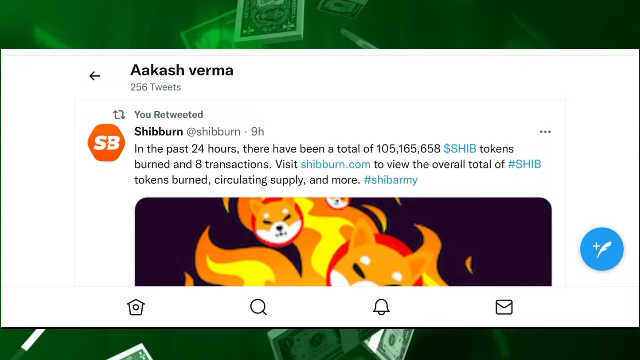 Aakash verma
256 Tweets
You Retweeted
SB
Shibburn @shibburn · 9h
In the past 24 hours, there have been a total of 105,165,658 $SHIB tokens
burned and 8 transactions. Visit shibburn.com to view the overall total of #SHIB
tokens burned, circulating supply, and more. #shibarmy